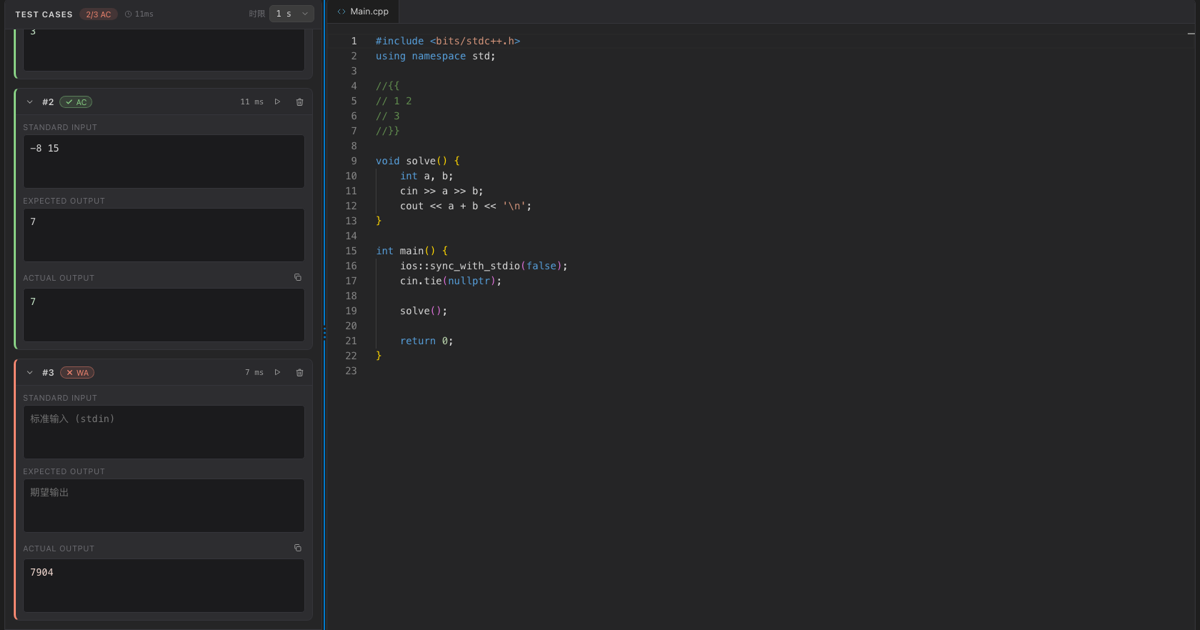 TEST CASES 2/3 AC 11ms 时限 1 s
3
#2 AC 11 ms
STANDARD INPUT
-8 15
EXPECTED OUTPUT
7
ACTUAL OUTPUT
7
#3 WA 7 ms
STANDARD INPUT
标准输入 (stdin)
EXPECTED OUTPUT
期望输出
ACTUAL OUTPUT
7904
Main.cpp
1 #include <bits/stdc++.h>
2 using namespace std;
3
4 //{{
5 // 1 2
6 // 3
7 //}}
8
9 void solve() {
10     int a, b;
11     cin >> a >> b;
12     cout << a + b << '\n';
13 }
14
15 int main() {
16     ios::sync_with_stdio(false);
17     cin.tie(nullptr);
18
19     solve();
20
21     return 0;
22 }
23